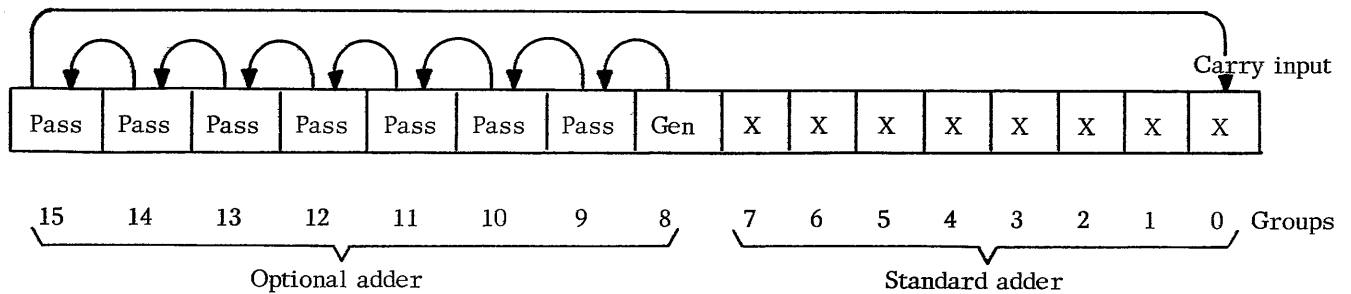 Carry input
Pass Pass Pass Pass Pass Pass Pass Gen X X X X X X X X
15 14 13 12 11 10 9 8 7 6 5 4 3 2 1 0 Groups
Optional adder Standard adder